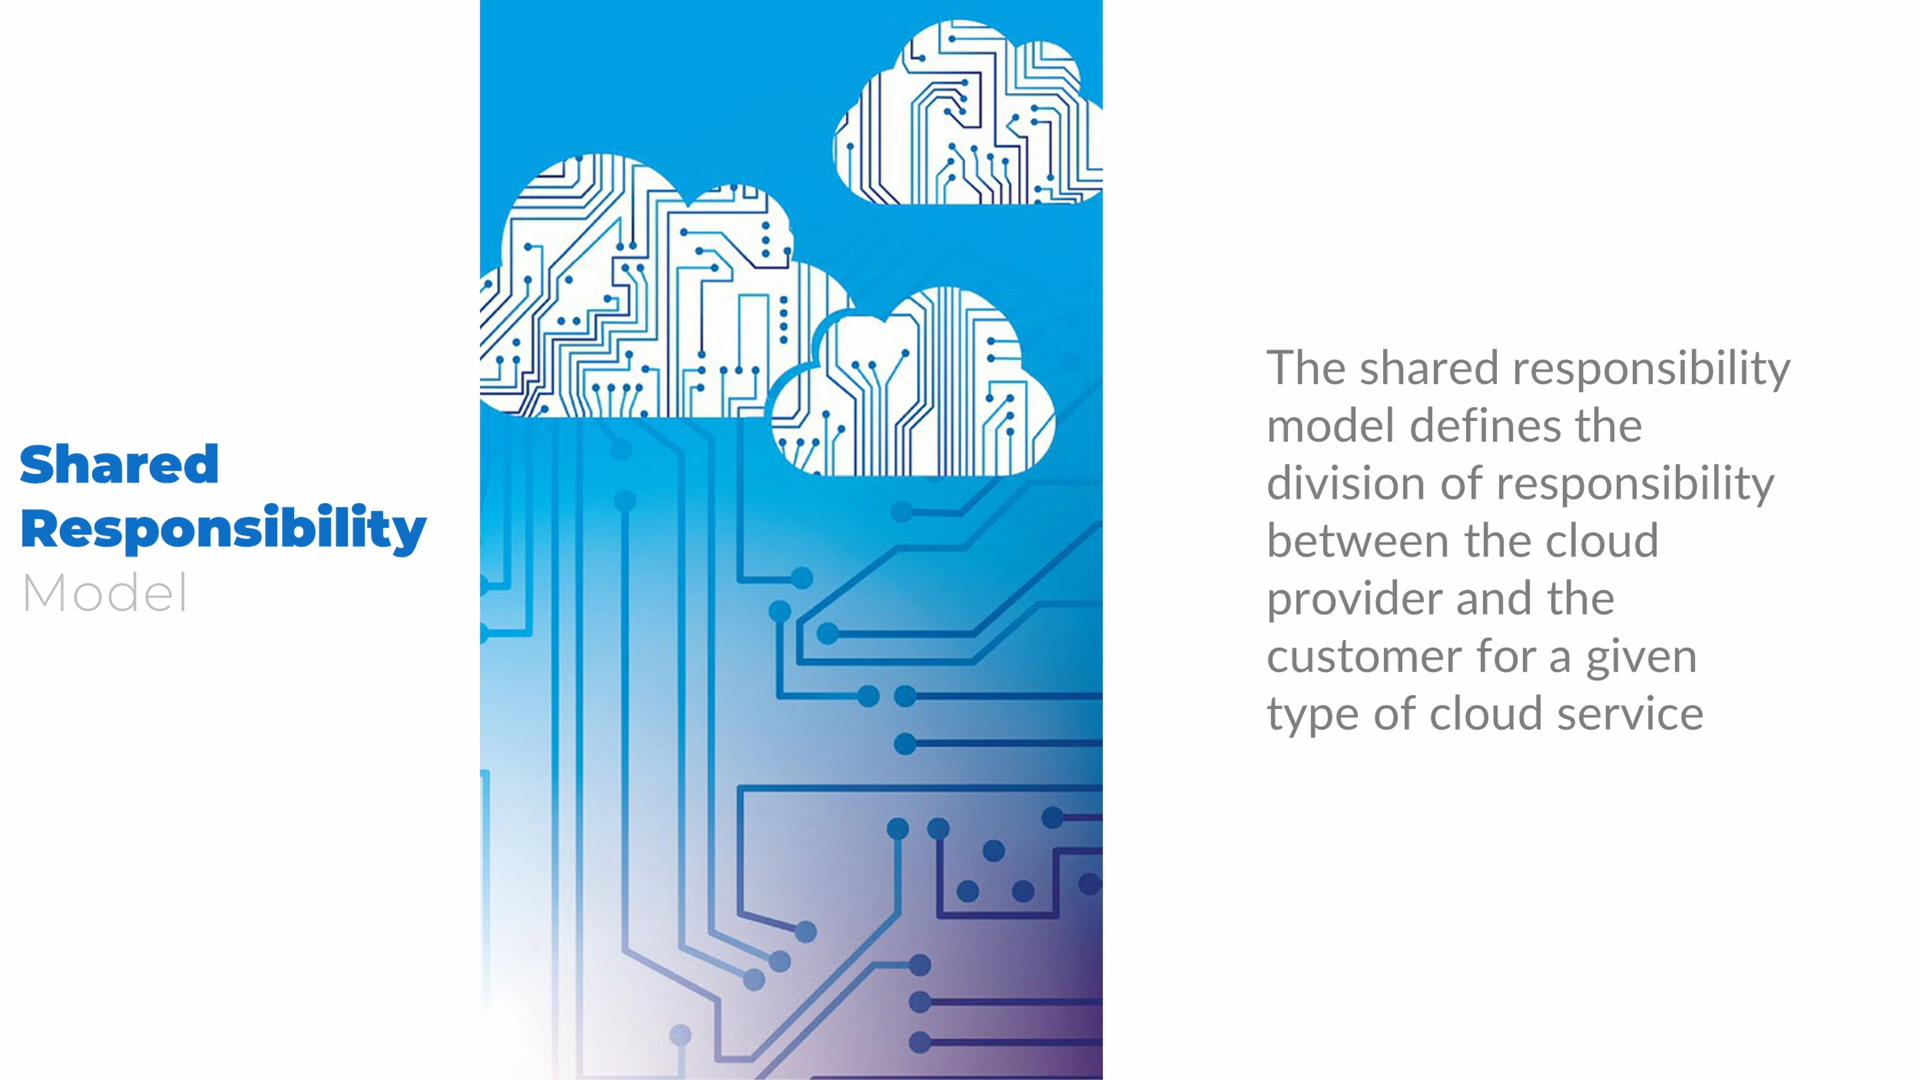 Shared
Responsibility
Model
The shared responsibility
model defines the
division of responsibility
between the cloud
provider and the
customer for a given
type of cloud service